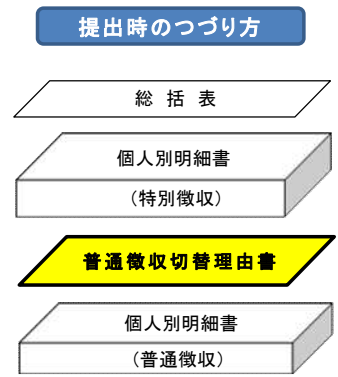 提出時のつづり方
総 括 表
個人別明細書
（特別徴収）
普通徴収切替理由書
個人別明細書
（普通徴収）